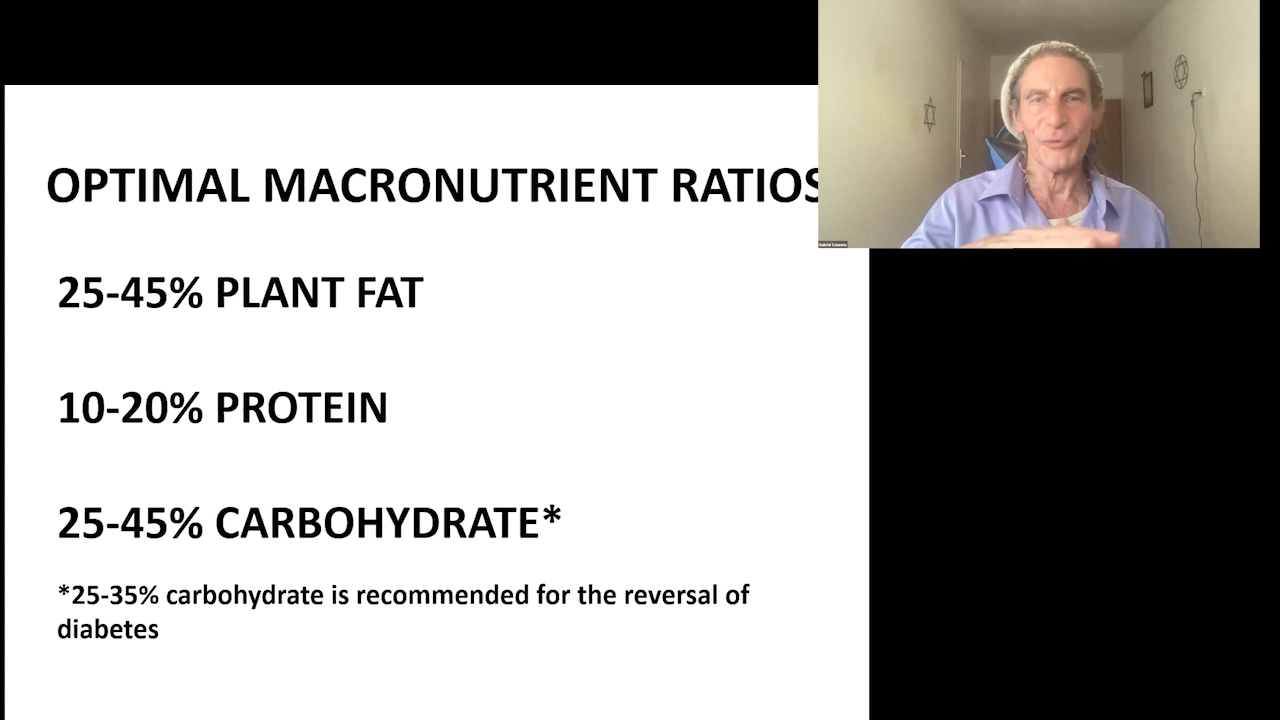 OPTIMAL MACRONUTRIENT RATIOS
25-45% PLANT FAT
10-20% PROTEIN
25-45% CARBOHYDRATE*
*25-35% carbohydrate is recommended for the reversal of
diabetes